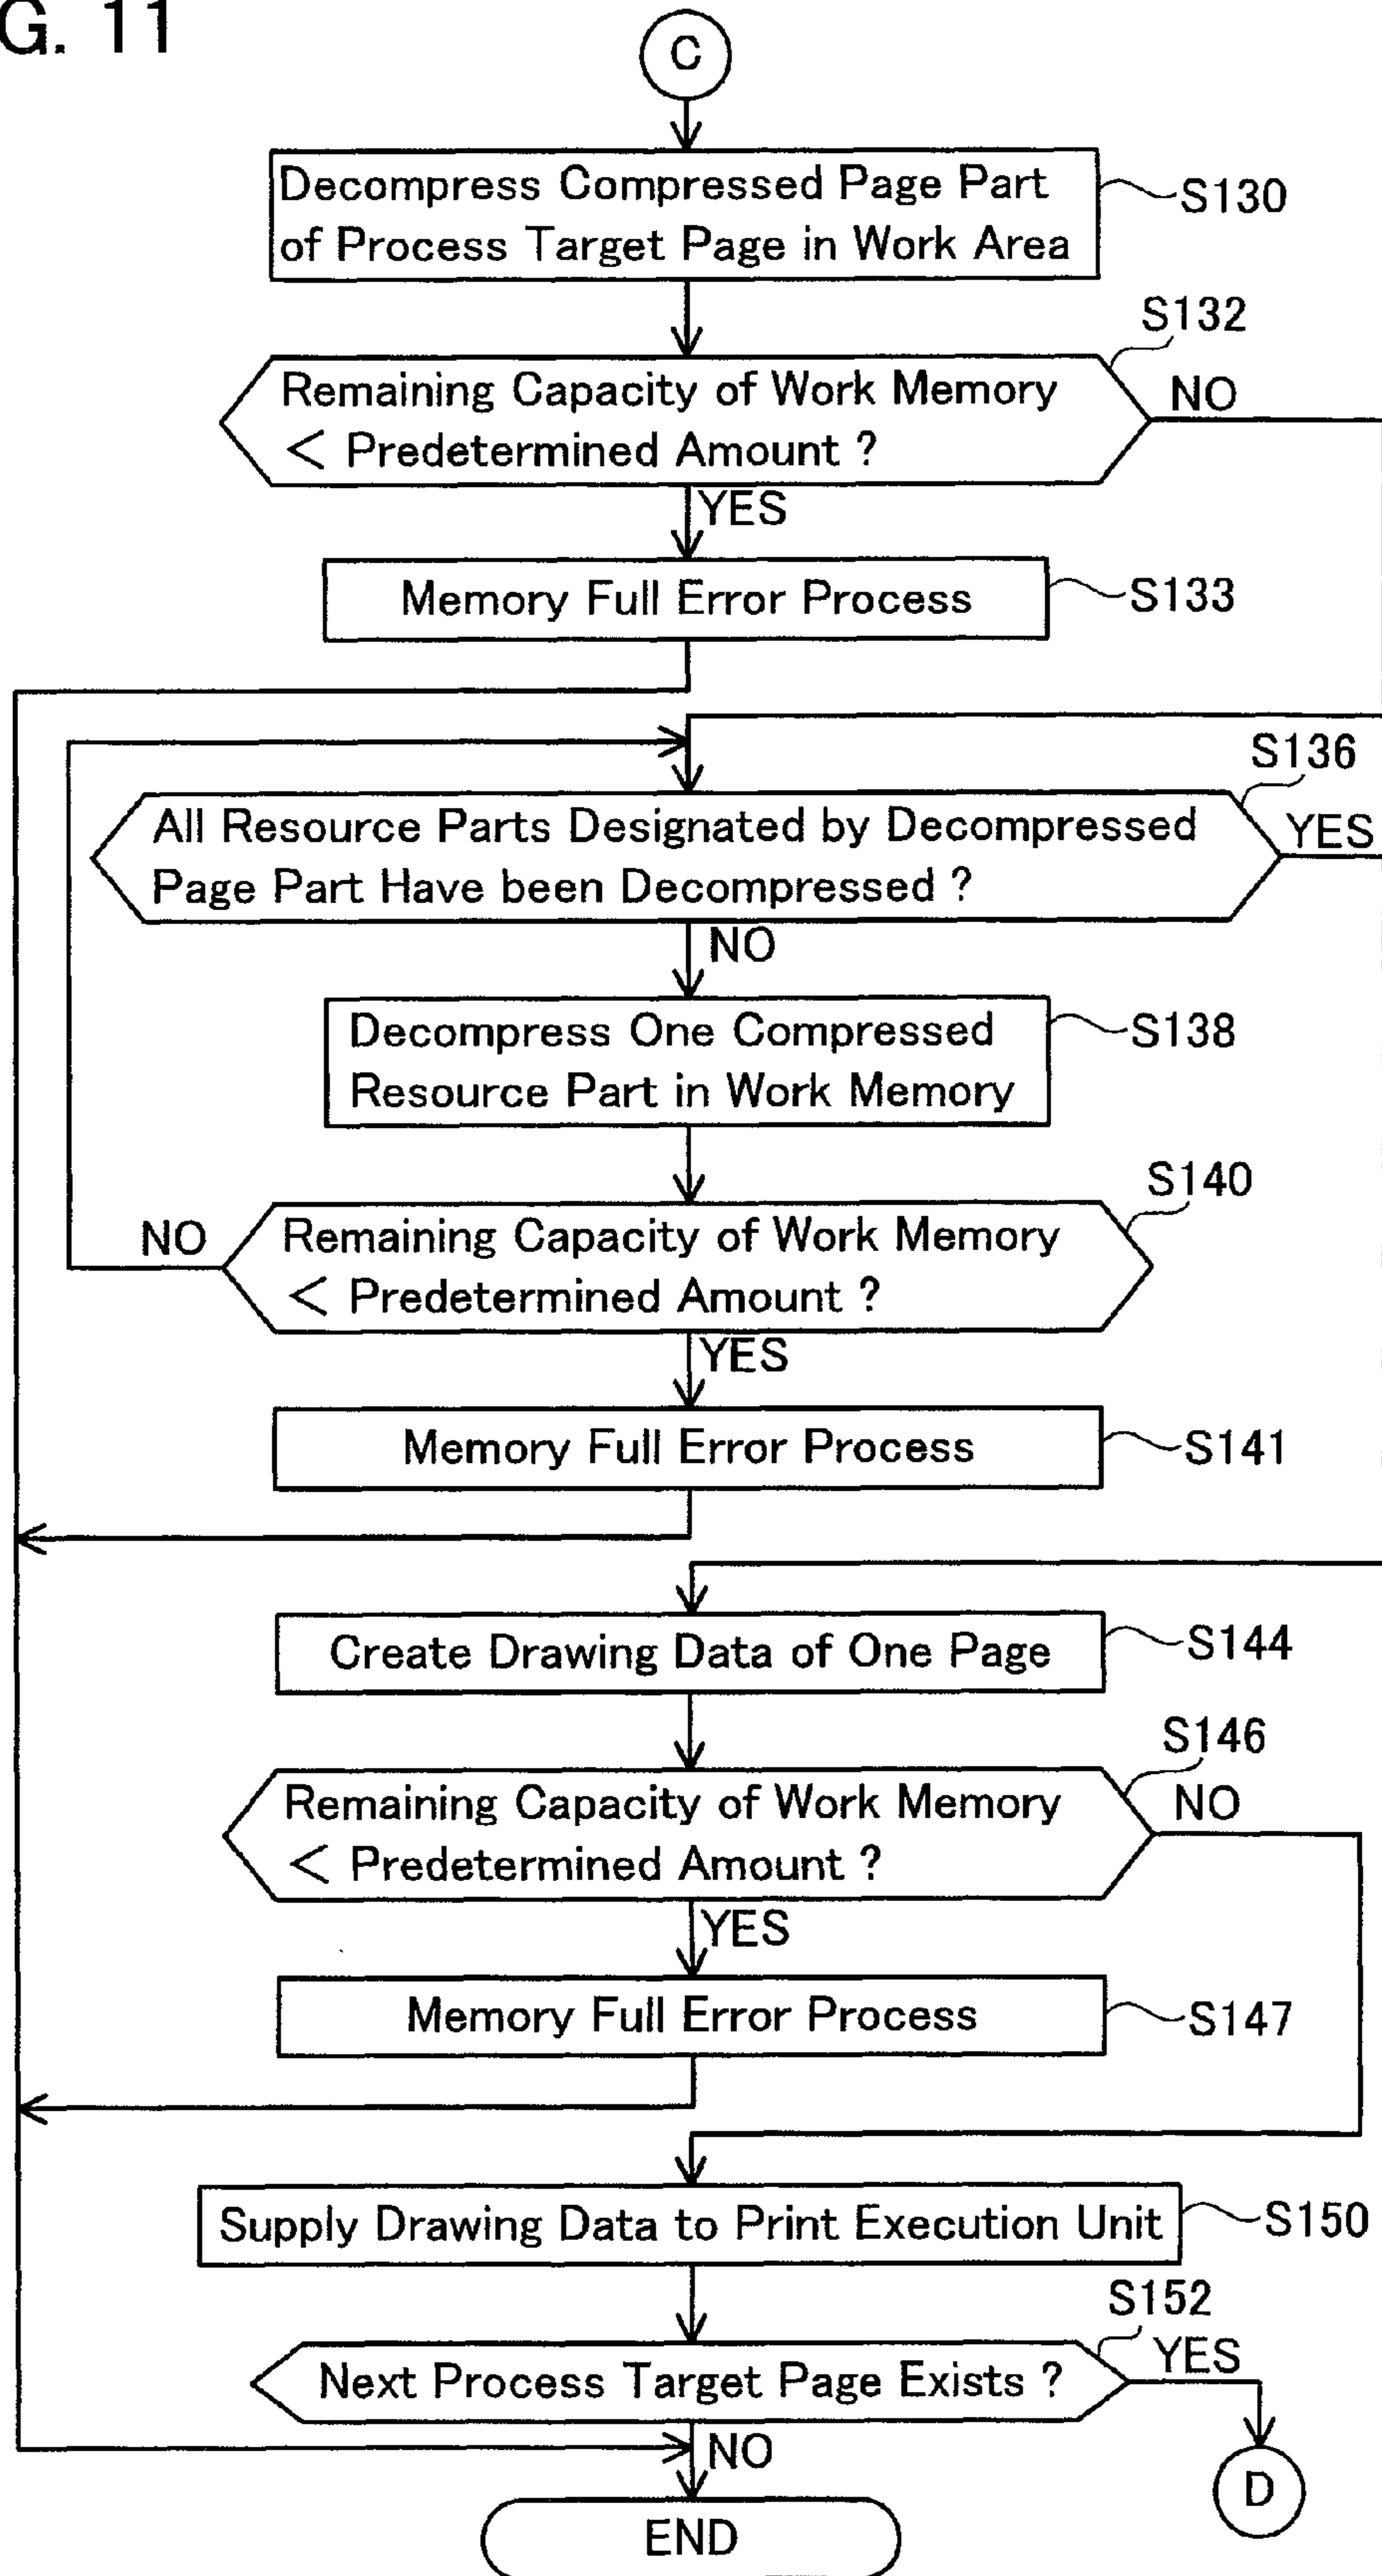 G. 11
C
Decompress Compressed Page Part
of Process Target Page in Work Area
S130
S132
Remaining Capacity of Work Memory
< Predetermined Amount ?
NO
YES
Memory Full Error Process
S133
S136
All Resource Parts Designated by Decompressed
Page Part Have been Decompressed ?
YES
NO
Decompress One Compressed
Resource Part in Work Memory
S138
S140
NO
Remaining Capacity of Work Memory
< Predetermined Amount ?
YES
Memory Full Error Process
S141
Create Drawing Data of One Page
S144
S146
Remaining Capacity of Work Memory
< Predetermined Amount ?
NO
YES
Memory Full Error Process
S147
Supply Drawing Data to Print Execution Unit
S150
S152
Next Process Target Page Exists ?
YES
NO
D
END